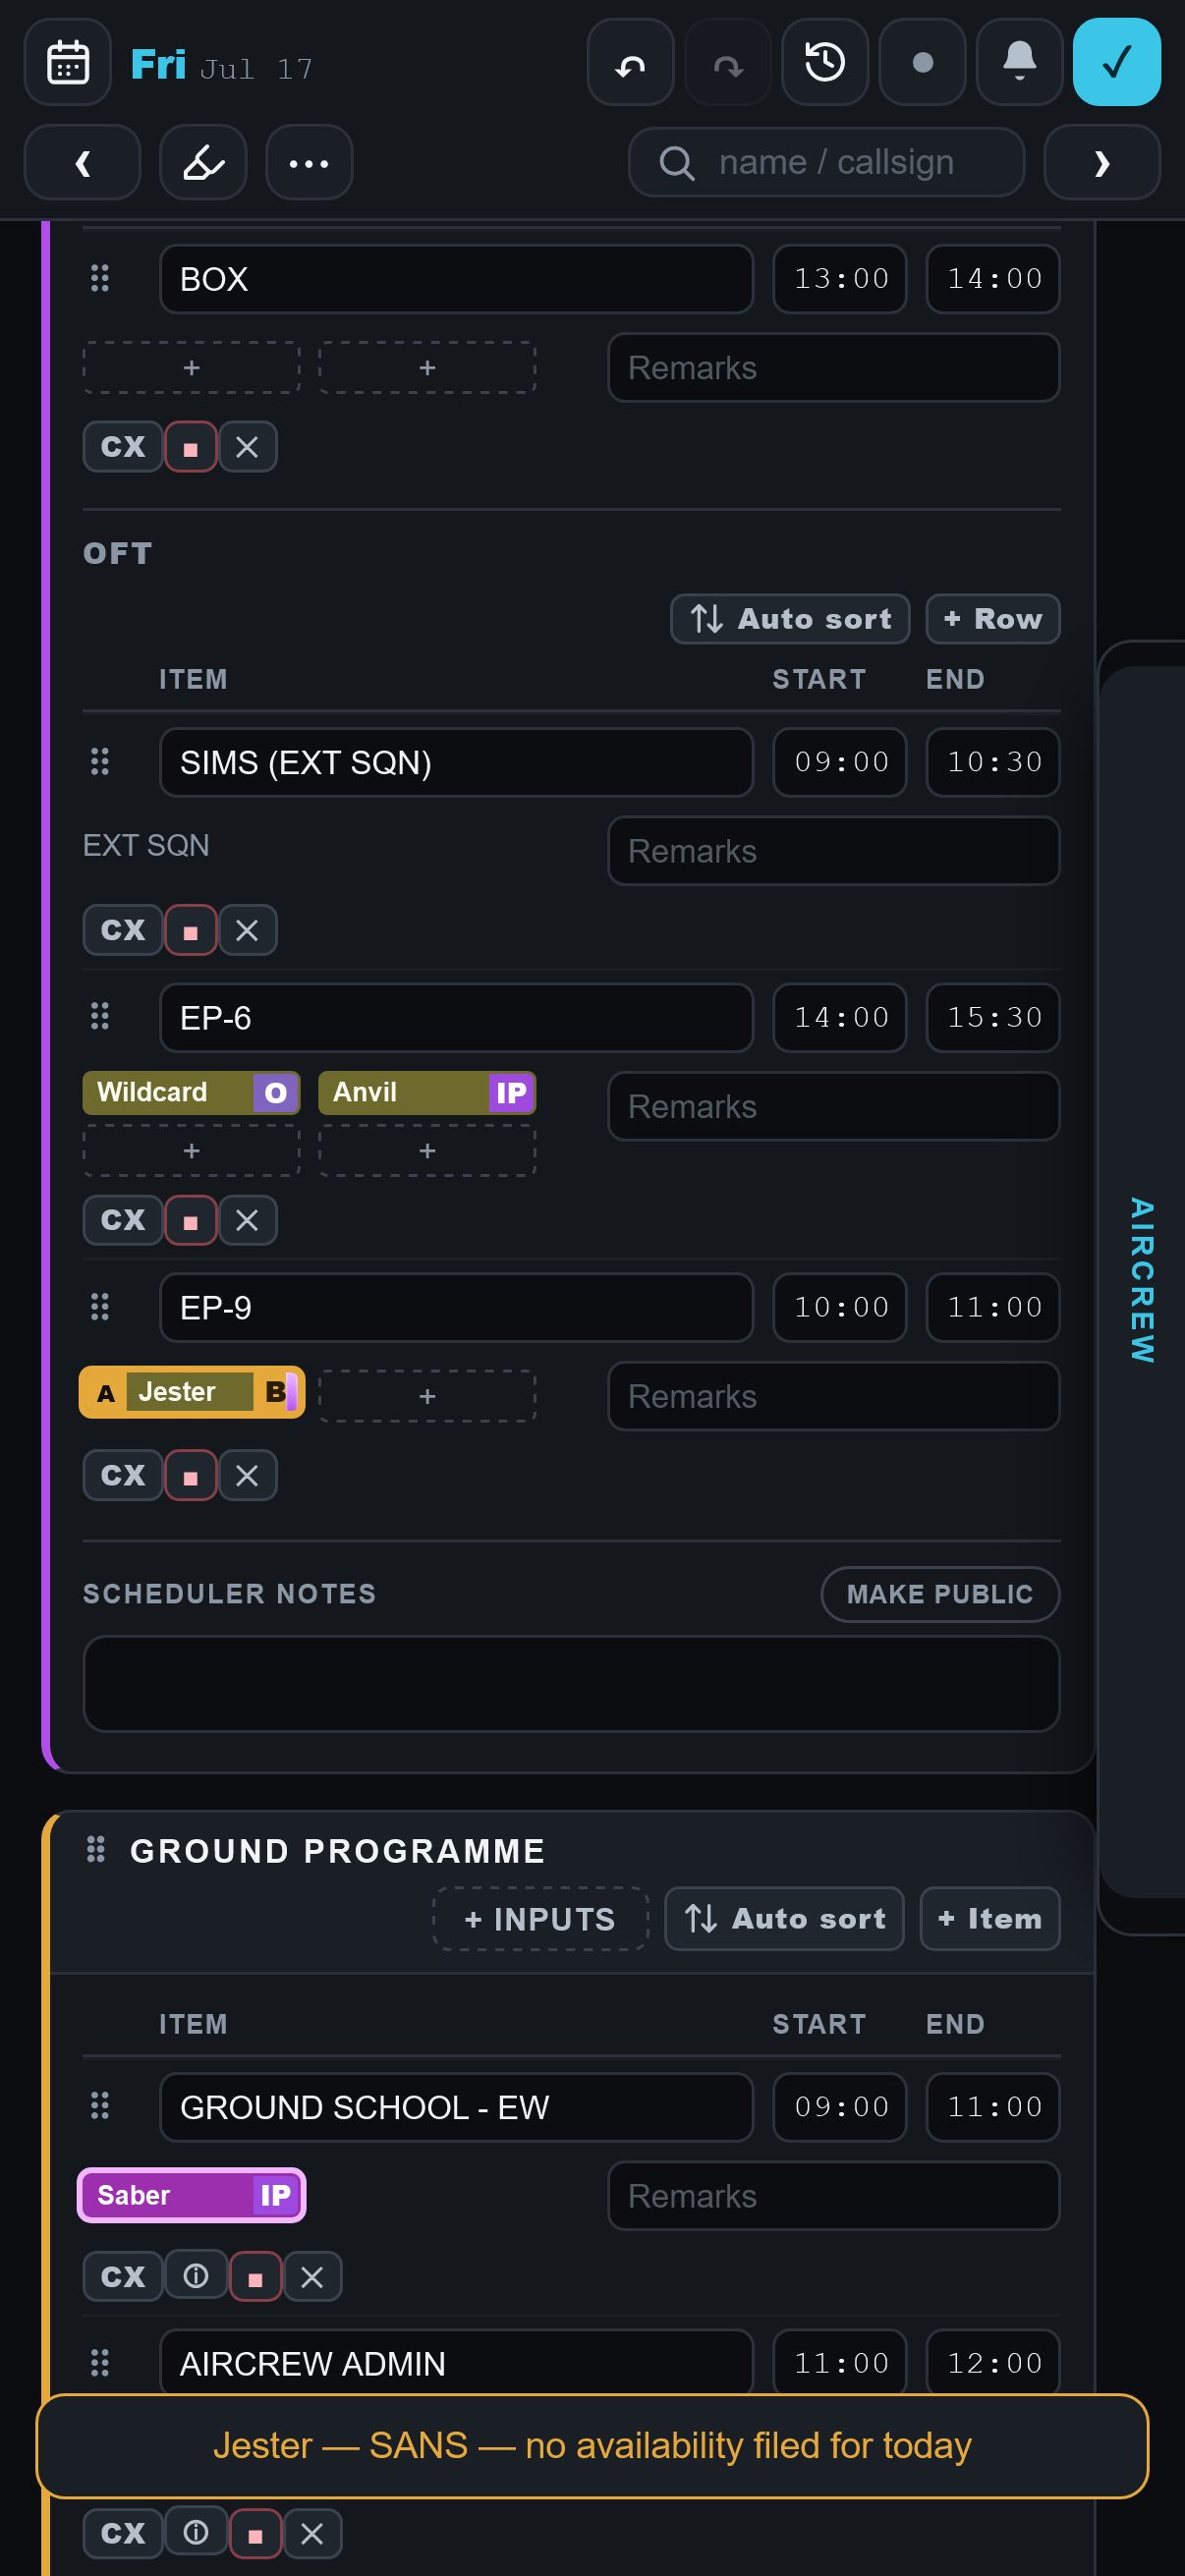 Fri Jul 17
name / callsign
BOX 13:00 14:00
+ + Remarks
CX
OFT
Auto sort + Row
ITEM START END
SIMS (EXT SQN) 09:00 10:30
EXT SQN Remarks
CX
EP-6 14:00 15:30
Wildcard O Anvil IP Remarks
+ +
CX
EP-9 10:00 11:00
A Jester B + Remarks
CX
AIRCREW
SCHEDULER NOTES MAKE PUBLIC
GROUND PROGRAMME
+ INPUTS Auto sort + Item
ITEM START END
GROUND SCHOOL - EW 09:00 11:00
Saber IP Remarks
CX
AIRCREW ADMIN 11:00 12:00
Jester — SANS — no availability filed for today
CX